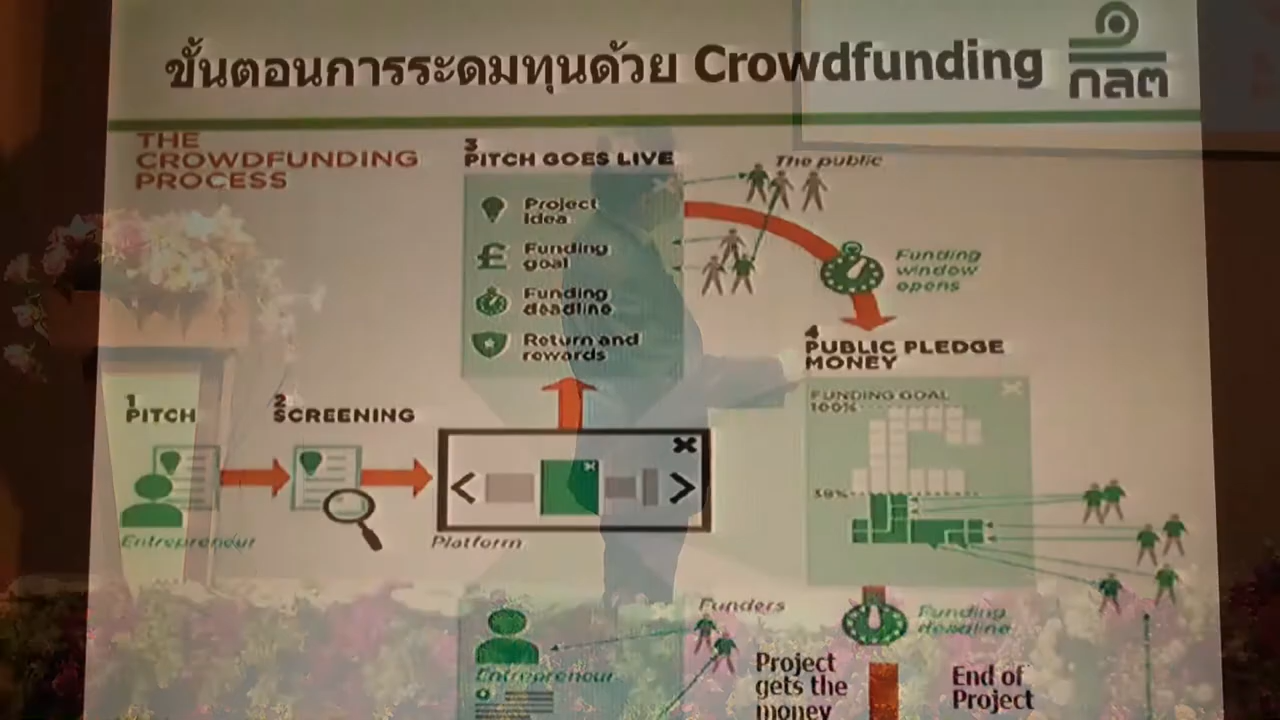 ขั้นตอนการระดมทุนด้วย Crowdfunding
กลต
THE
CROWDFUNDING
PROCESS
3
PITCH GOES LIVE
The public
Project
idea
£
Funding
goal
Funding
deadline
Return and
rewards
Funding
window
opens
4
PUBLIC PLEDGE
MONEY
FUNDING GOAL
100%
38%
1
PITCH
2
SCREENING
Entrepreneur
Platform
Funders
Funding
deadline
Entrepreneur
Project
gets the
money
End of
Project